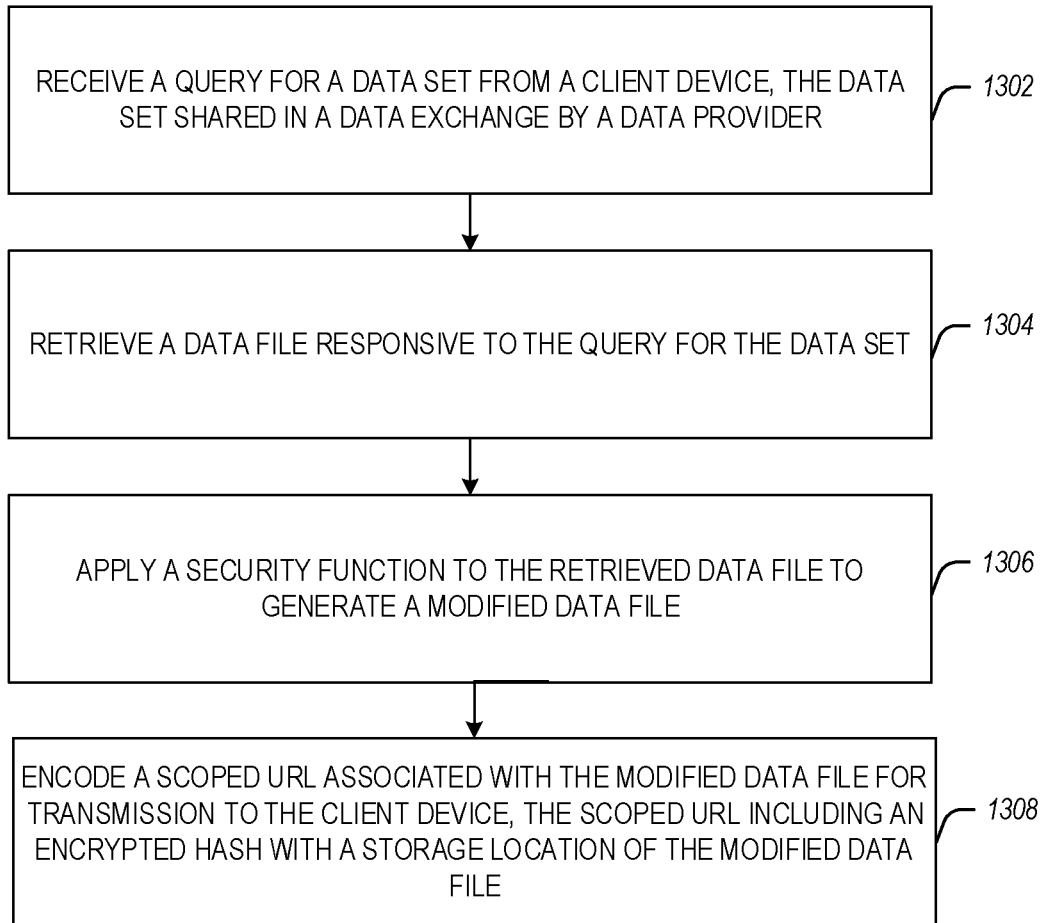 RECEIVE A QUERY FOR A DATA SET FROM A CLIENT DEVICE, THE DATA
SET SHARED IN A DATA EXCHANGE BY A DATA PROVIDER
1302
RETRIEVE A DATA FILE RESPONSIVE TO THE QUERY FOR THE DATA SET
1304
APPLY A SECURITY FUNCTION TO THE RETRIEVED DATA FILE TO
GENERATE A MODIFIED DATA FILE
1306
ENCODE A SCOPED URL ASSOCIATED WITH THE MODIFIED DATA FILE FOR
TRANSMISSION TO THE CLIENT DEVICE, THE SCOPED URL INCLUDING AN
ENCRYPTED HASH WITH A STORAGE LOCATION OF THE MODIFIED DATA
FILE
1308